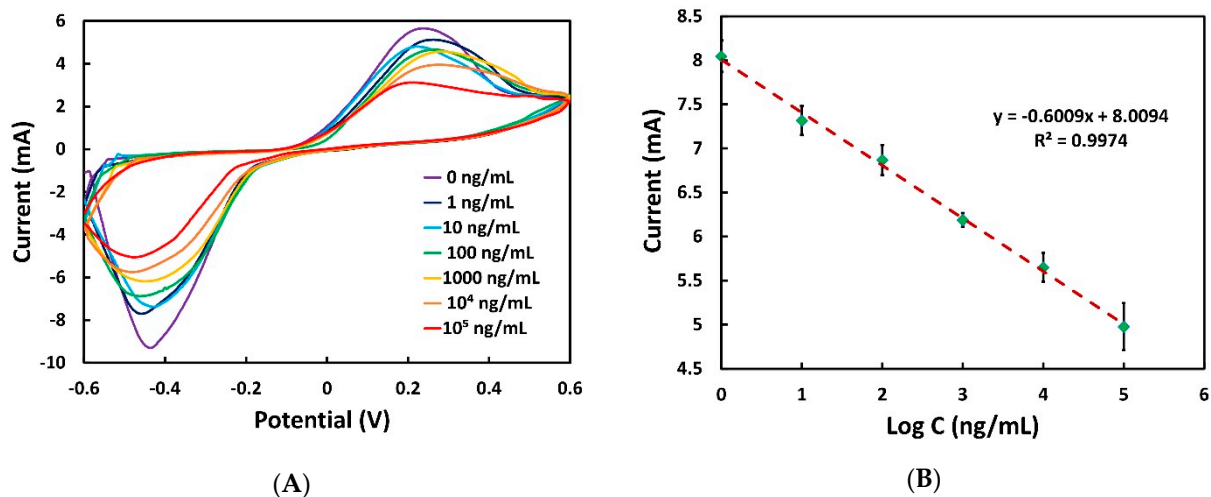 6
4
2
0
-2
-4
-6
-8
-10
Current (mA)
-0.6
-0.4
-0.2
0
0.2
0.4
0.6
Potential (V)
0 ng/mL
1 ng/mL
10 ng/mL
100 ng/mL
1000 ng/mL
10⁴ ng/mL
10⁵ ng/mL
(A)
8.5
8
7.5
7
6.5
6
5.5
5
4.5
Current (mA)
y = -0.6009x + 8.0094
R² = 0.9974
0
1
2
3
4
5
6
Log C (ng/mL)
(B)